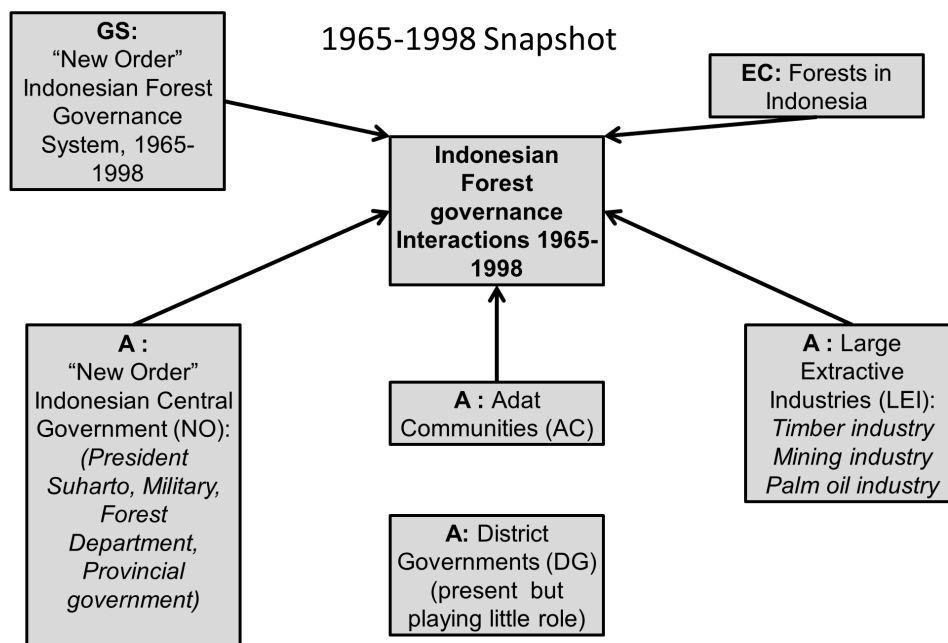 1965-1998 Snapshot
GS:
“New Order”
Indonesian Forest
Governance
System, 1965-
1998
EC: Forests in
Indonesia
Indonesian
Forest
governance
Interactions 1965-
1998
A :
“New Order”
Indonesian Central
Government (NO):
(President
Suharto, Military,
Forest
Department,
Provincial
government)
A : Adat
Communities (AC)
A : Large
Extractive
Industries (LEI):
Timber industry
Mining industry
Palm oil industry
A: District
Governments (DG)
(present but
playing little role)